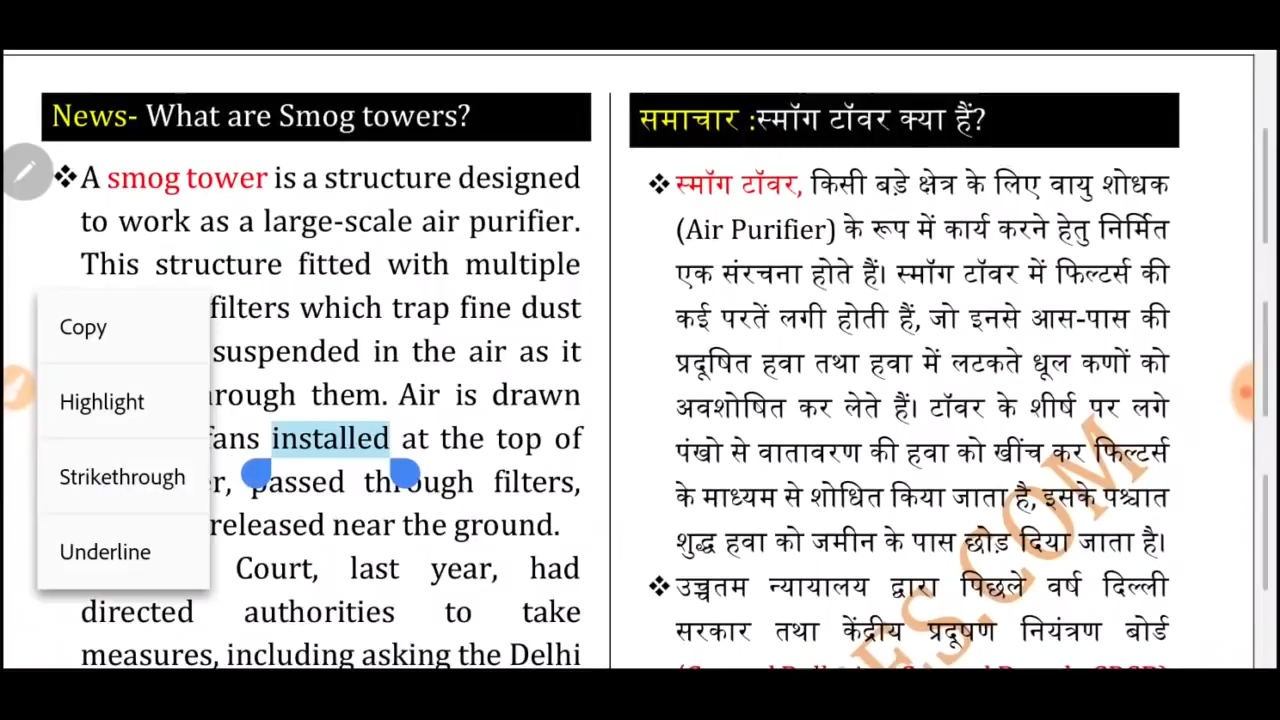 News- What are Smog towers?
❖A smog tower is a structure designed
to work as a large-scale air purifier.
This structure fitted with multiple
filters which trap fine dust
suspended in the air as it
rough them. Air is drawn
fans installed at the top of
r, passed through filters,
released near the ground.
Court, last year, had
directed authorities to take
measures, including asking the Delhi
Copy
Highlight
Strikethrough
Underline
समाचार :स्मॉग टॉवर क्या हैं?
❖स्मॉग टॉवर, किसी बड़े क्षेत्र के लिए वायु शोधक
(Air Purifier) के रूप में कार्य करने हेतु निर्मित
एक संरचना होते हैं। स्मॉग टॉवर में फिल्टर्स की
कई परतें लगी होती हैं, जो इनसे आस-पास की
प्रदूषित हवा तथा हवा में लटकते धूल कणों को
अवशोषित कर लेते हैं। टॉवर के शीर्ष पर लगे
पंखो से वातावरण की हवा को खींच कर फिल्टर्स
के माध्यम से शोधित किया जाता है, इसके पश्चात
शुद्ध हवा को जमीन के पास छोड़ दिया जाता है।
❖उच्चतम न्यायालय द्वारा पिछले वर्ष दिल्ली
सरकार तथा केंद्रीय प्रदूषण नियंत्रण बोर्ड
ES.COM